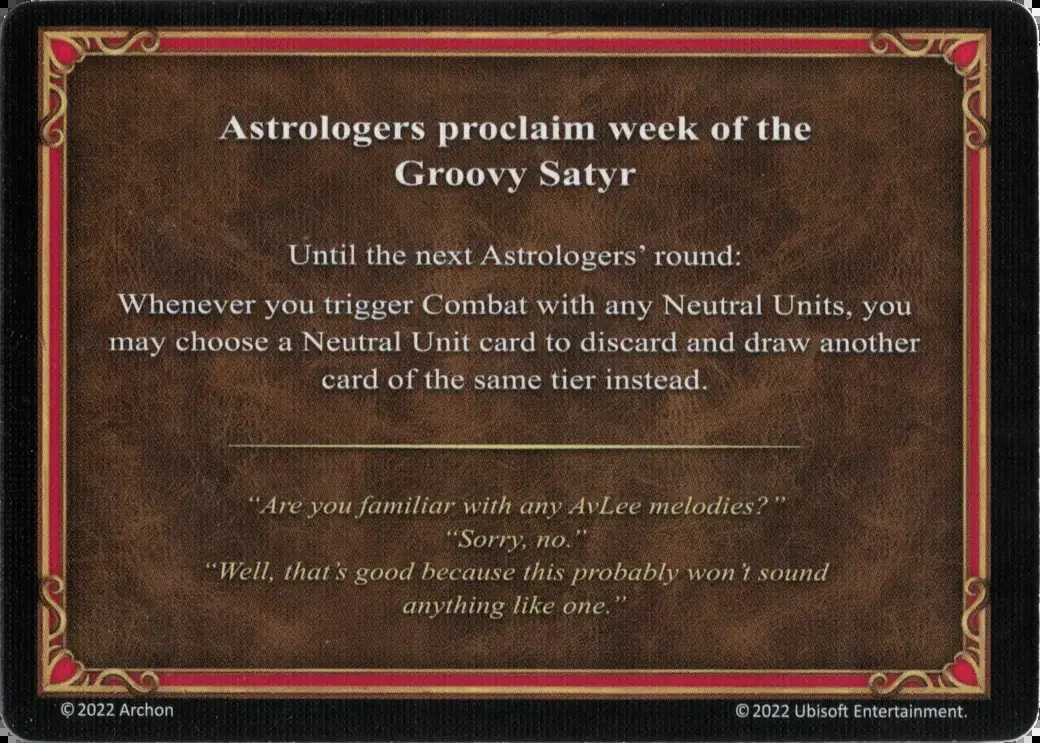 Astrologers proclaim week of the
Groovy Satyr
Until the next Astrologers’ round:
Whenever you trigger Combat with any Neutral Units, you
may choose a Neutral Unit card to discard and draw another
card of the same tier instead.
“Are you familiar with any AvLee melodies?”
“Sorry, no.”
“Well, that’s good because this probably won’t sound
anything like one.”
© 2022 Archon
© 2022 Ubisoft Entertainment.